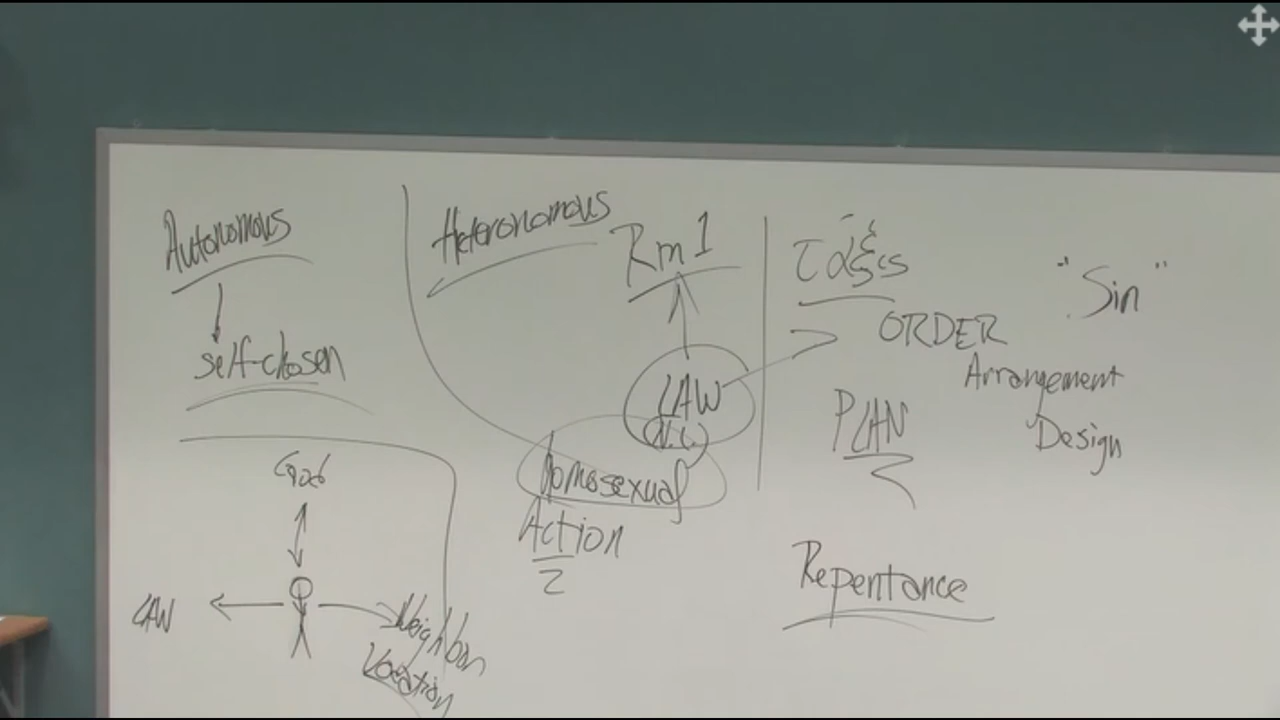 Autonomous
self-chosen
God
LAW
Neighbor
Vocation
Heteronomous
Rm 1
LAW
(N.L.)
Homosexual
Action
τάξις
ORDER
Arrangement
PLAN
Design
"Sin"
Repentance